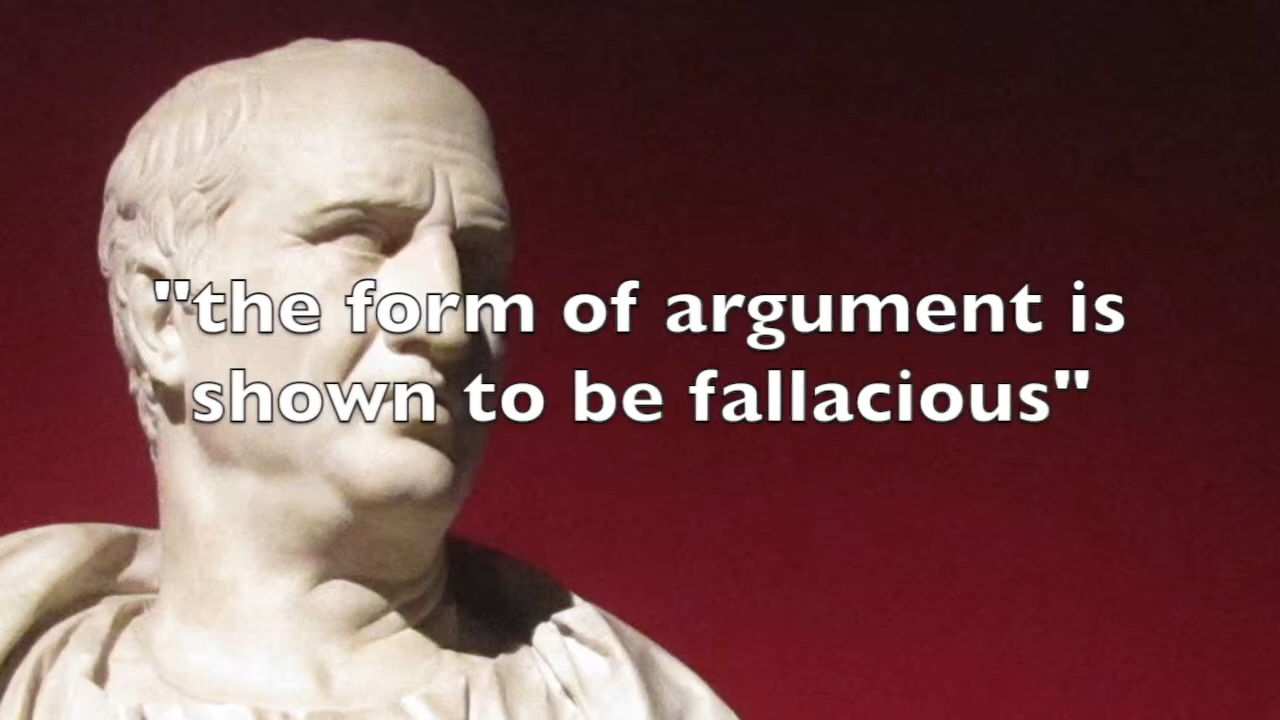 "the form of argument is
shown to be fallacious"